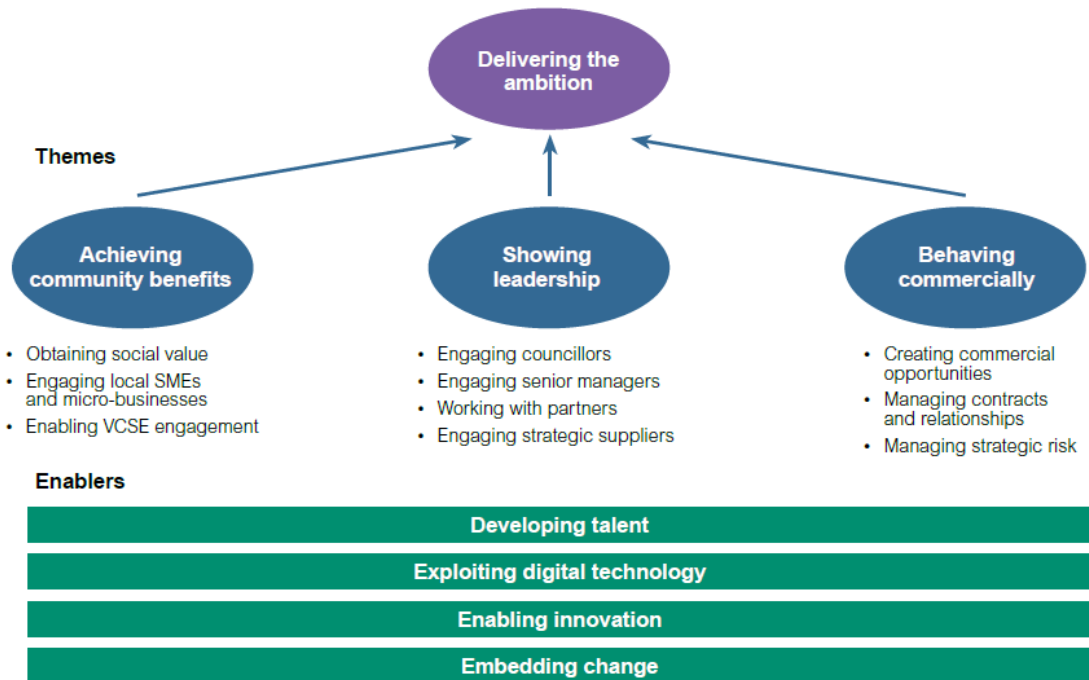 Delivering the
ambition
Themes
Achieving
community benefits
Showing
leadership
Behaving
commercially
• Obtaining social value
• Engaging local SMEs
and micro-businesses
• Enabling VCSE engagement
• Engaging councillors
• Engaging senior managers
• Working with partners
• Engaging strategic suppliers
• Creating commercial
opportunities
• Managing contracts
and relationships
• Managing strategic risk
Enablers
Developing talent
Exploiting digital technology
Enabling innovation
Embedding change